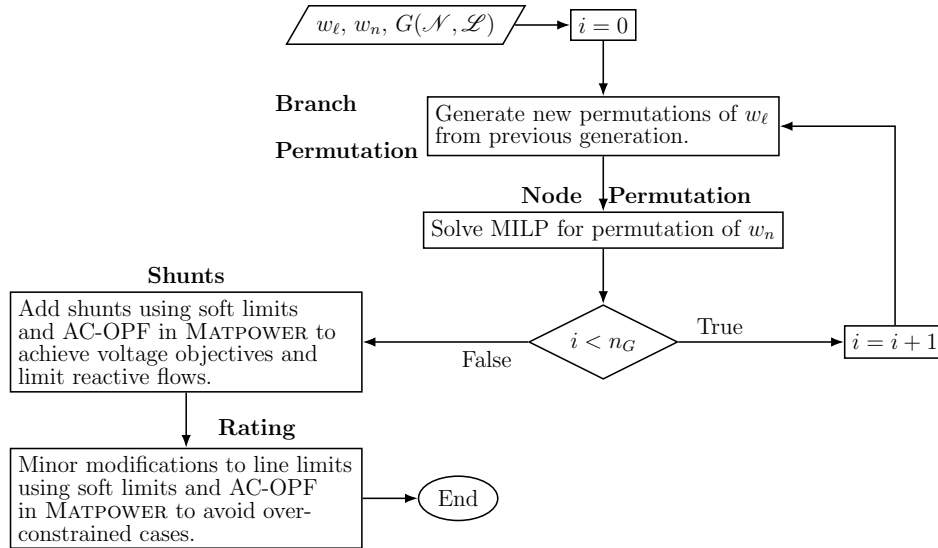 w_ℓ, w_n, G(𝒩, ℒ)
i = 0
Branch
Permutation
Generate new permutations of w_ℓ
from previous generation.
Node Permutation
Solve MILP for permutation of w_n
Shunts
Add shunts using soft limits
and AC-OPF in MATPOWER to
achieve voltage objectives and
limit reactive flows.
False
i < n_G
True
i = i + 1
Rating
Minor modifications to line limits
using soft limits and AC-OPF
in MATPOWER to avoid over-
constrained cases.
End